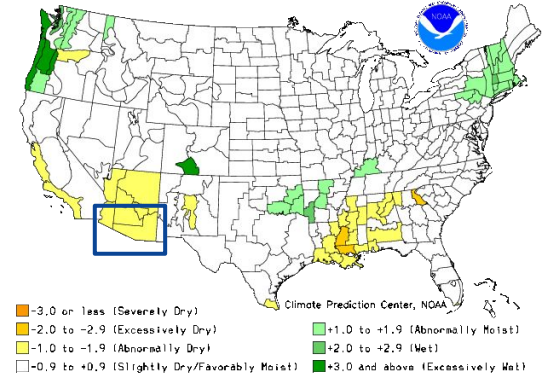 NOAA
Climate Prediction Center, NOAA
-3.0 or less (Severely Dry)
-2.0 to -2.9 (Excessively Dry)
-1.0 to -1.9 (Abnormally Dry)
-0.9 to +0.9 (Slightly Dry/Favorably Moist)
+1.0 to +1.9 (Abnormally Moist)
+2.0 to +2.9 (Wet)
+3.0 and above (Excessively Wet)